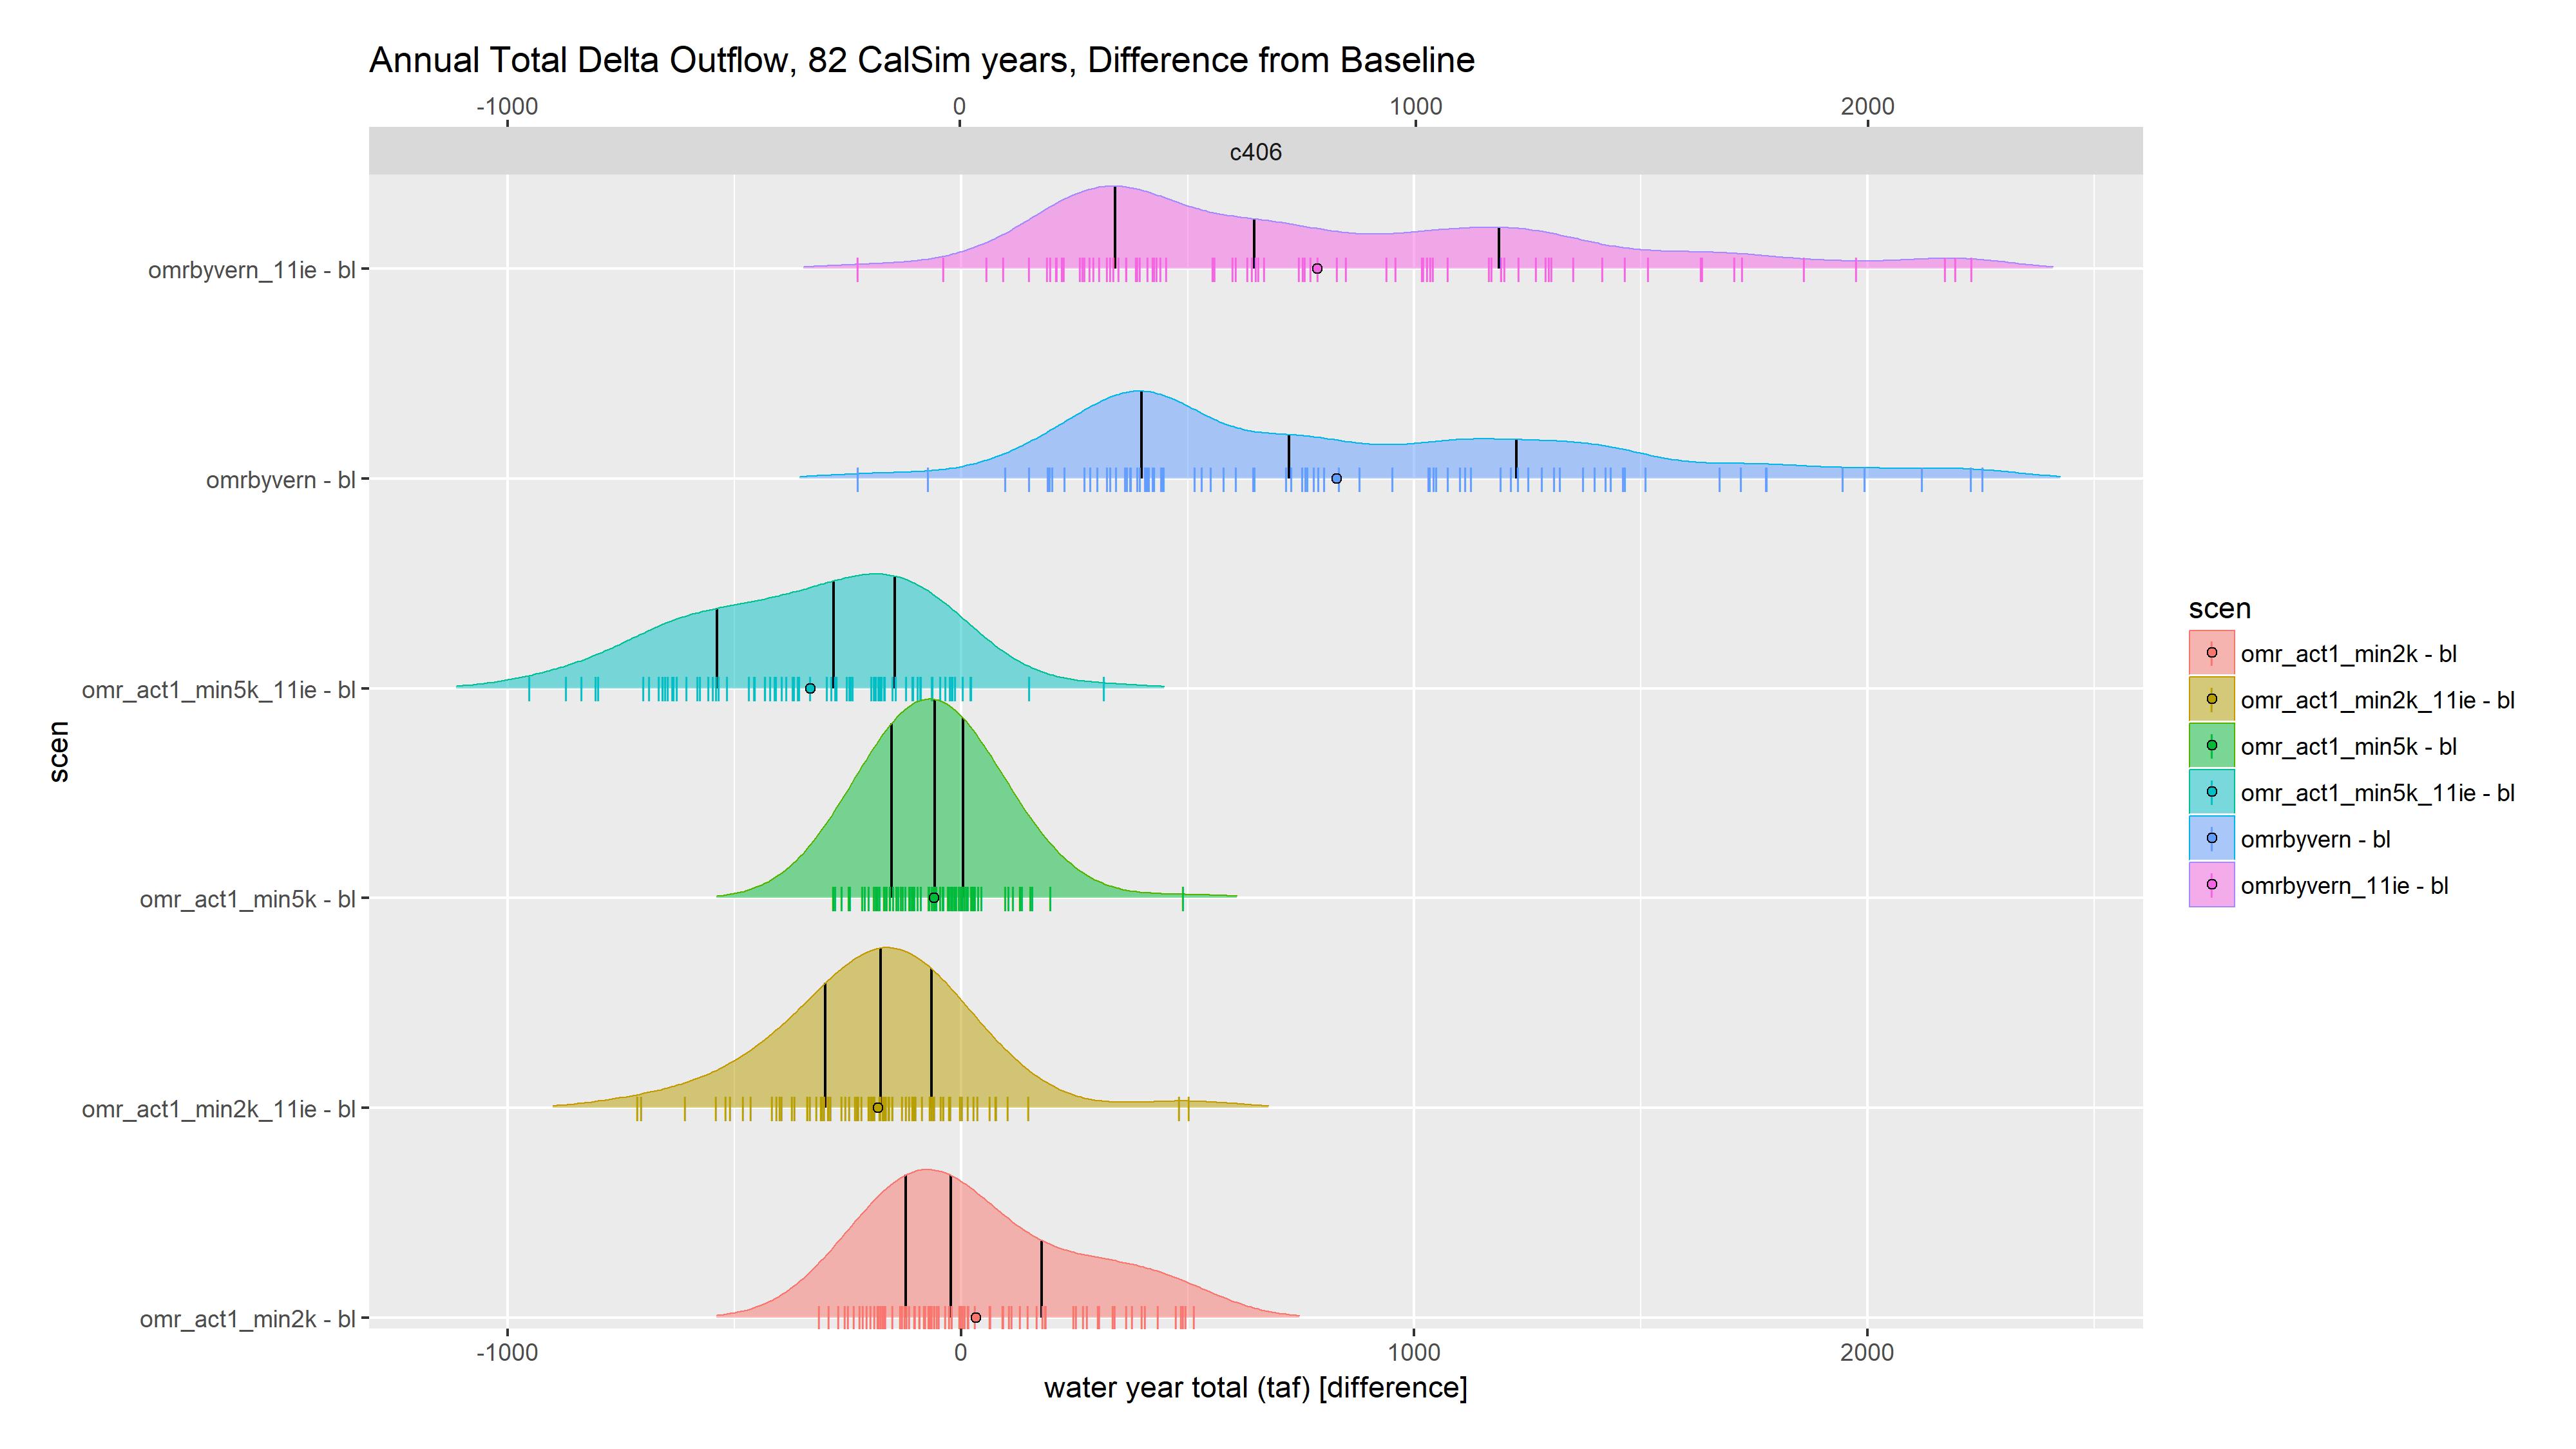 Annual Total Delta Outflow, 82 CalSim years, Difference from Baseline
-1000 0 1000 2000
c406
omrbyvern_11ie - bl
omrbyvern - bl
omr_act1_min5k_11ie - bl
omr_act1_min5k - bl
omr_act1_min2k_11ie - bl
omr_act1_min2k - bl
scen
-1000 0 1000 2000
water year total (taf) [difference]
scen
omr_act1_min2k - bl
omr_act1_min2k_11ie - bl
omr_act1_min5k - bl
omr_act1_min5k_11ie - bl
omrbyvern - bl
omrbyvern_11ie - bl